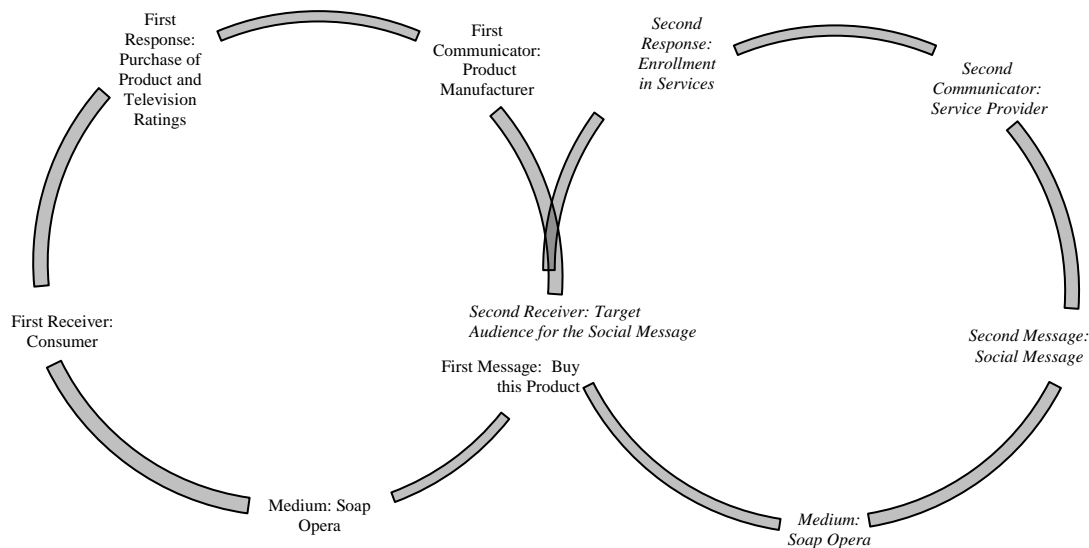 First
Response:
Purchase of
Product and
Television
Ratings
First
Communicator:
Product
Manufacturer
Second
Response:
Enrollment
in Services
Second
Communicator:
Service Provider
First Receiver:
Consumer
Second Receiver: Target
Audience for the Social Message
Second Message:
Social Message
First Message:  Buy
this Product
Medium: Soap
Opera
Medium:
Soap Opera